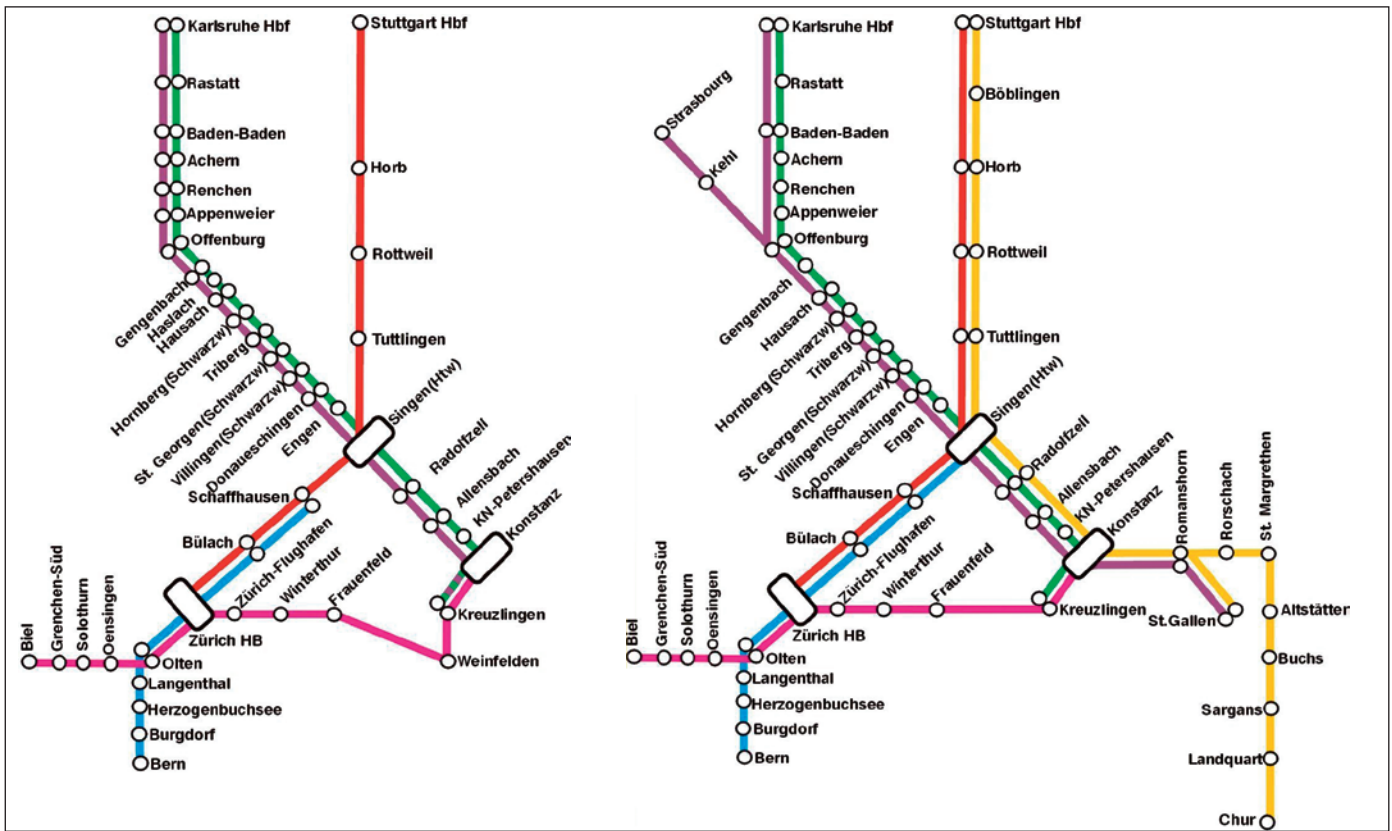 Karlsruhe Hbf
Rastatt
Baden-Baden
Achern
Renchen
Appenweier
Offenburg
Gengenbach
Haslach
Hausach
Hornberg (Schwarzw)
Triberg
St. Georgen (Schwarzw)
Villingen (Schwarzw)
Donaueschingen
Engen
Stuttgart Hbf
Horb
Rottweil
Tuttlingen
Singen (Htw)
Radolfzell
Allensbach
KN-Petershausen
Konstanz
Schaffhausen
Bülach
Zürich-Flughafen
Winterthur
Frauenfeld
Kreuzlingen
Weinfelden
Zürich HB
Biel
Grenchen-Süd
Solothurn
Oensingen
Olten
Langenthal
Herzogenbuchsee
Burgdorf
Bern
Karlsruhe Hbf
Rastatt
Baden-Baden
Achern
Renchen
Appenweier
Offenburg
Strasbourg
Kehl
Gengenbach
Hausach
Hornberg (Schwarzw)
Triberg
St. Georgen (Schwarzw)
Villingen (Schwarzw)
Donaueschingen
Engen
Stuttgart Hbf
Böblingen
Horb
Rottweil
Tuttlingen
Singen (Htw)
Radolfzell
Allensbach
KN-Petershausen
Konstanz
Romanshorn
Rorschach
St. Margrethen
St.Gallen
Altstätter
Buchs
Sargans
Landquart
Chur
Schaffhausen
Bülach
Zürich-Flughafen
Winterthur
Frauenfeld
Kreuzlingen
Zürich HB
Biel
Grenchen-Süd
Solothurn
Oensingen
Olten
Langenthal
Herzogenbuchsee
Burgdorf
Bern